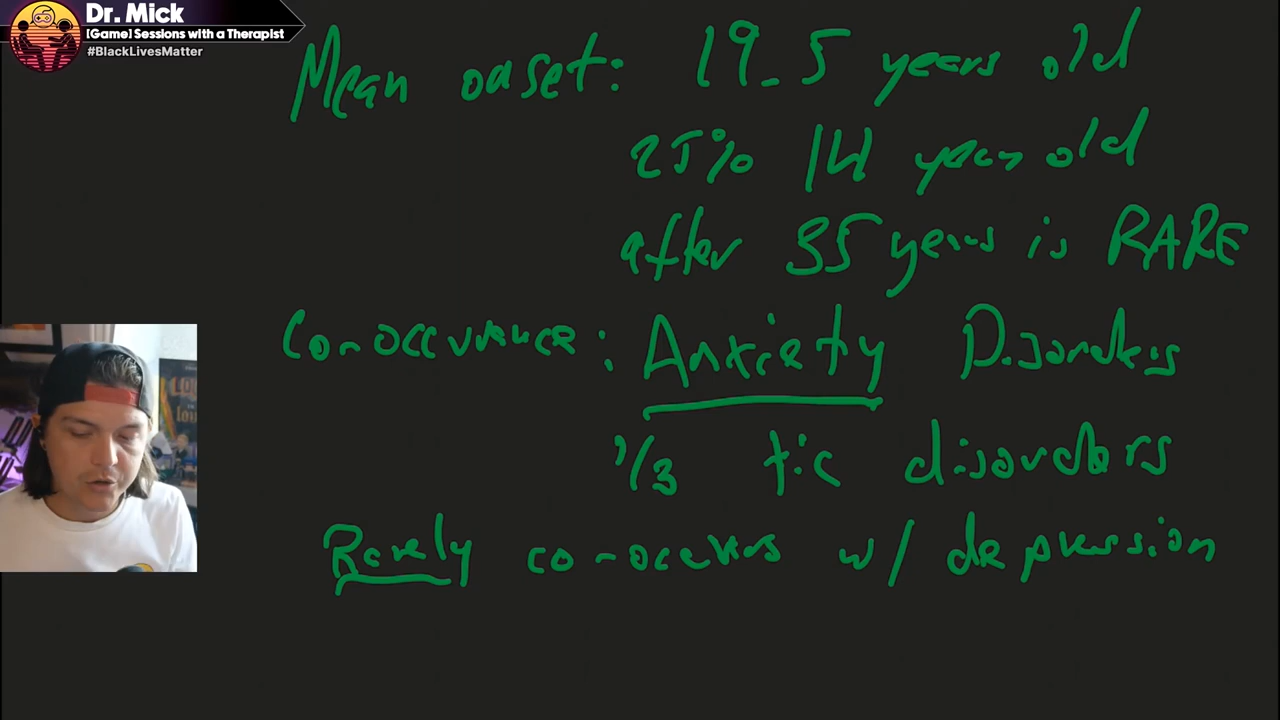 Dr. Mick
[Game] Sessions with a Therapist
#BlackLivesMatter
Mean onset: 19.5 years old
25% 14 years old
after 35 years is RARE
Co-occurence: Anxiety Disorders
1/3 tic disorders
Rarely co-occurs w/ depression